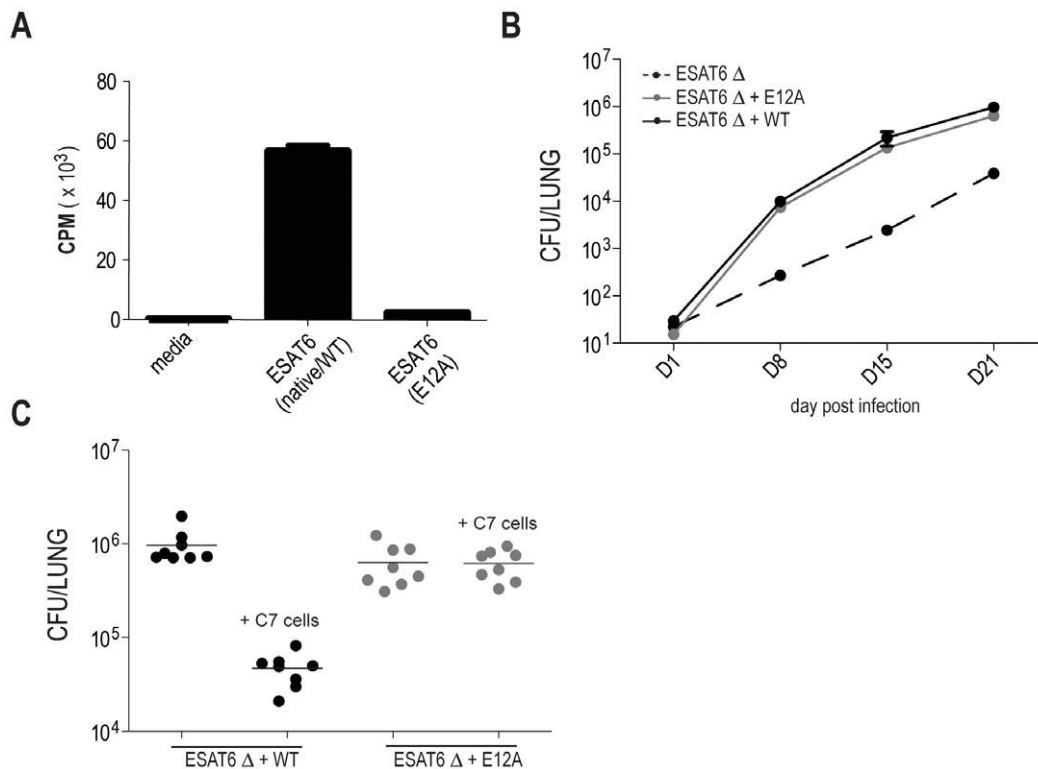 A
80
60
40
20
0
CPM ( x 10³)
media
ESAT6
(native/WT)
ESAT6
(E12A)
B
10⁷
10⁶
10⁵
10⁴
10³
10²
10¹
CFU/LUNG
ESAT6 Δ
ESAT6 Δ + E12A
ESAT6 Δ + WT
D1
D8
D15
D21
day post infection
C
10⁷
10⁶
10⁵
10⁴
CFU/LUNG
+ C7 cells
+ C7 cells
ESAT6 Δ + WT
ESAT6 Δ + E12A